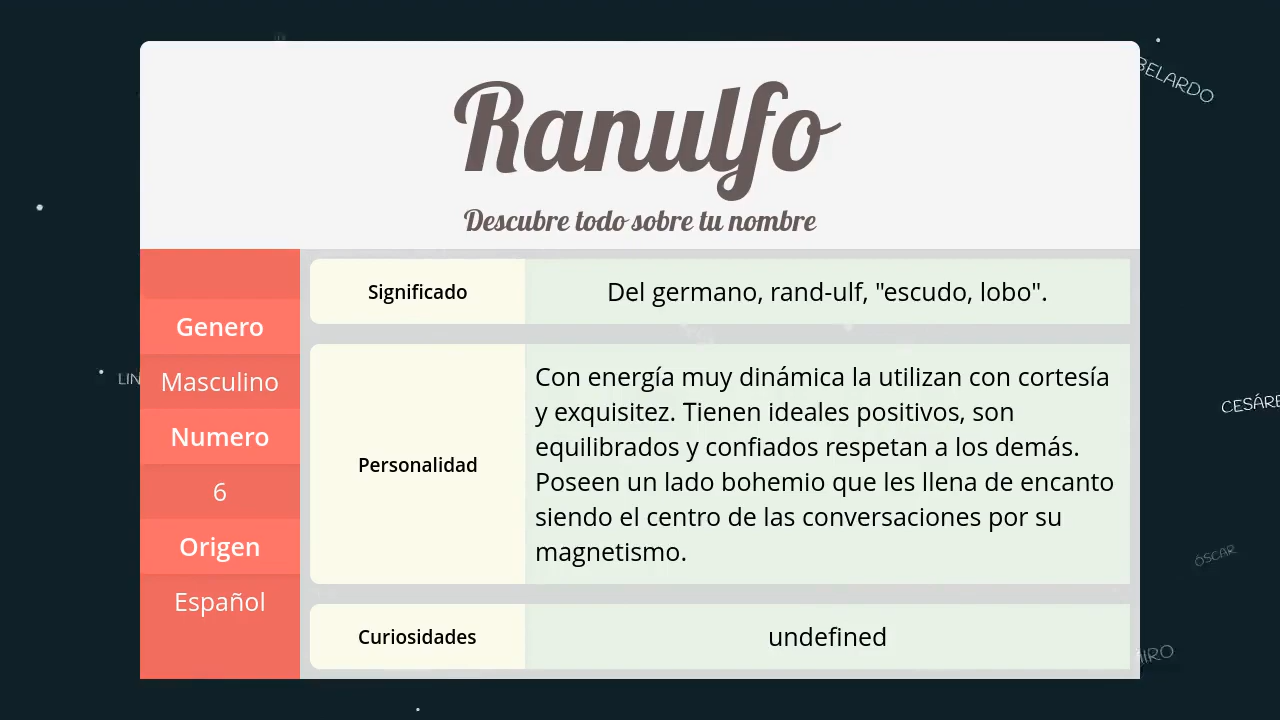 Ranulfo
Descubre todo sobre tu nombre
Genero
Masculino
Numero
6
Origen
Español
Significado
Del germano, rand-ulf, "escudo, lobo".
Personalidad
Con energía muy dinámica la utilizan con cortesía
y exquisitez. Tienen ideales positivos, son
equilibrados y confiados respetan a los demás.
Poseen un lado bohemio que les llena de encanto
siendo el centro de las conversaciones por su
magnetismo.
Curiosidades
undefined
BELARDO
LIN
CESÁRE
ÓSCAR